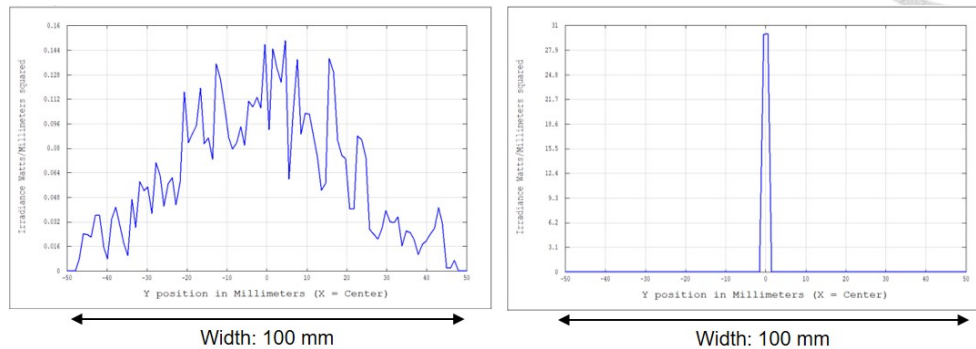 0.16
0.144
0.128
0.112
0.096
0.08
0.064
0.048
0.032
0.016
0
Irradiance Watts/Millimeters squared
-50 -40 -30 -20 -10 0 10 20 30 40 50
Y position in Millimeters (X = Center)
Width: 100 mm
31
27.9
24.8
21.7
18.6
15.5
12.4
9.3
6.2
3.1
0
Irradiance Watts/Millimeters squared
-50 -40 -30 -20 -10 0 10 20 30 40 50
Y position in Millimeters (X = Center)
Width: 100 mm